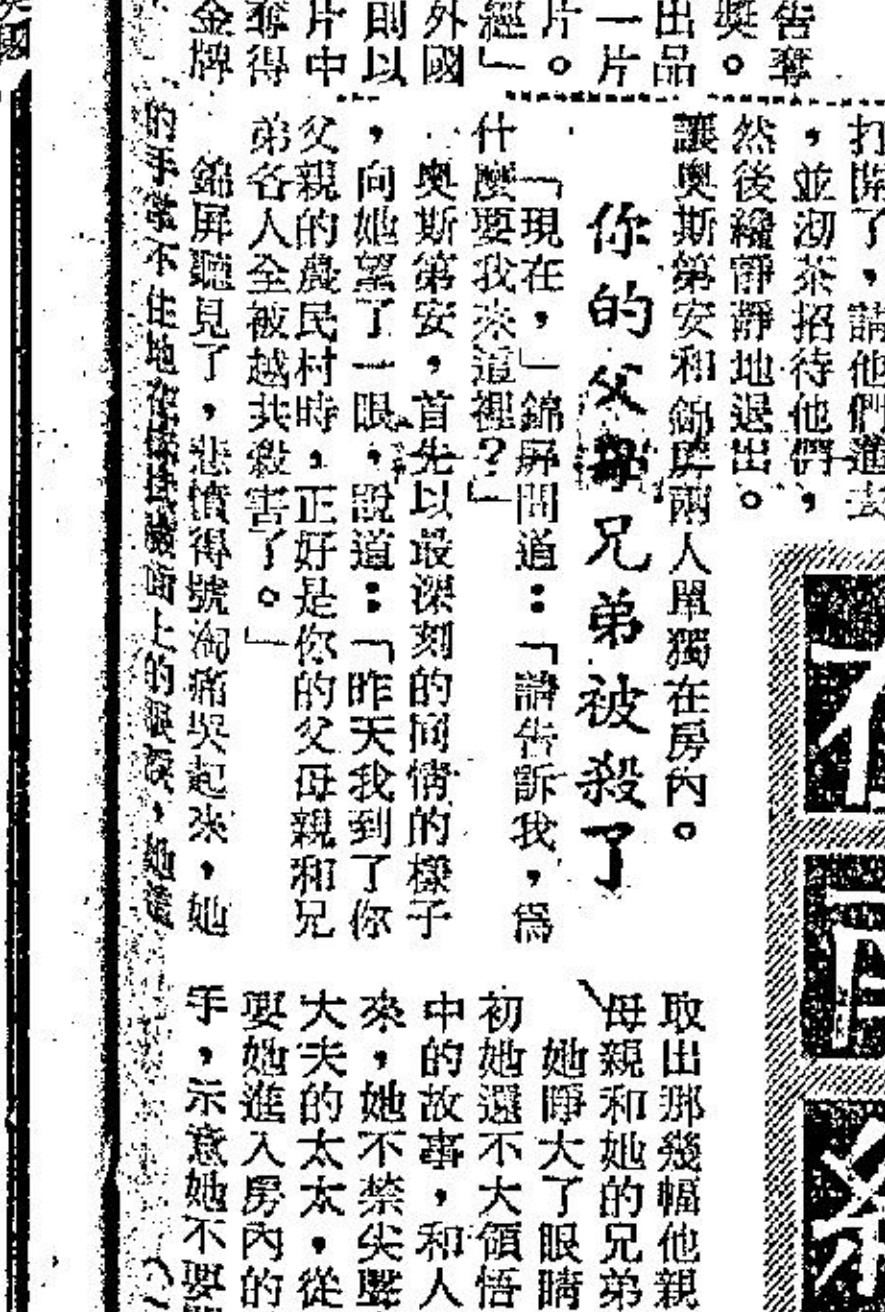 告奪
獎。
出品
一片
片。
經」
外國
則以
片中
奪得
金牌
打開了,請他們進去
,並沏茶招待他們,
然後纔靜靜地退出。
讓奧斯第安和錦屏兩人單獨在房內。
你的父母兄弟被殺了
「現在,」錦屏問道:「請告訴我,為
什麼要我來這裡?」
奧斯第安,首先以最深刻的同情的樣子
,向她望了一眼,說道:「昨天我到了你
父親的農民村時,正好是你的父母親和兄
弟各人全被越共殺害了。」
錦屏聽見了,悲憤得號淘痛哭起來,她
的手不住地在上的眼淚,她
取出那幾幅他親
母親和她的兄弟
她睜大了眼睛
初她還不大領悟
中的故事,和人
來,她不禁尖聲
大夫的太太,從
要她進入房內的
手,示意她不要